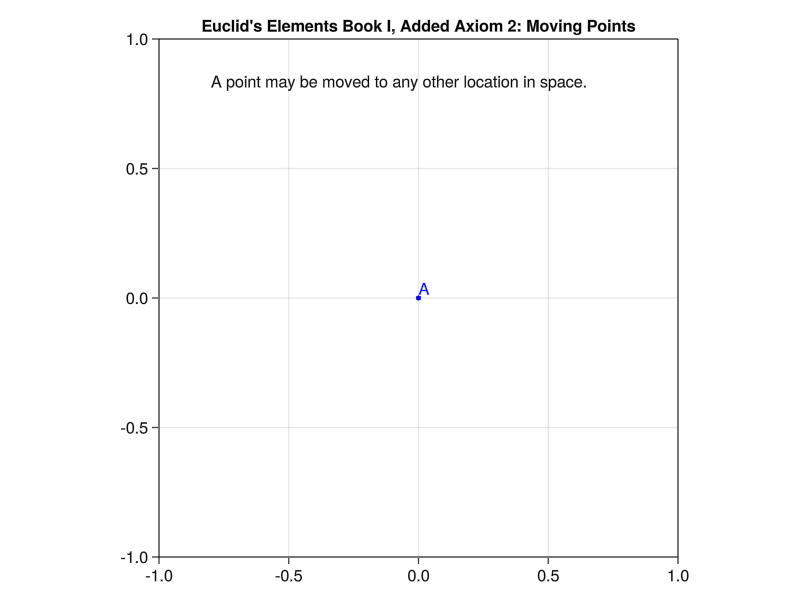 Euclid's Elements Book I, Added Axiom 2: Moving Points
1.0
A point may be moved to any other location in space.
0.5
A
0.0
-0.5
-1.0
-1.0 -0.5 0.0 0.5 1.0